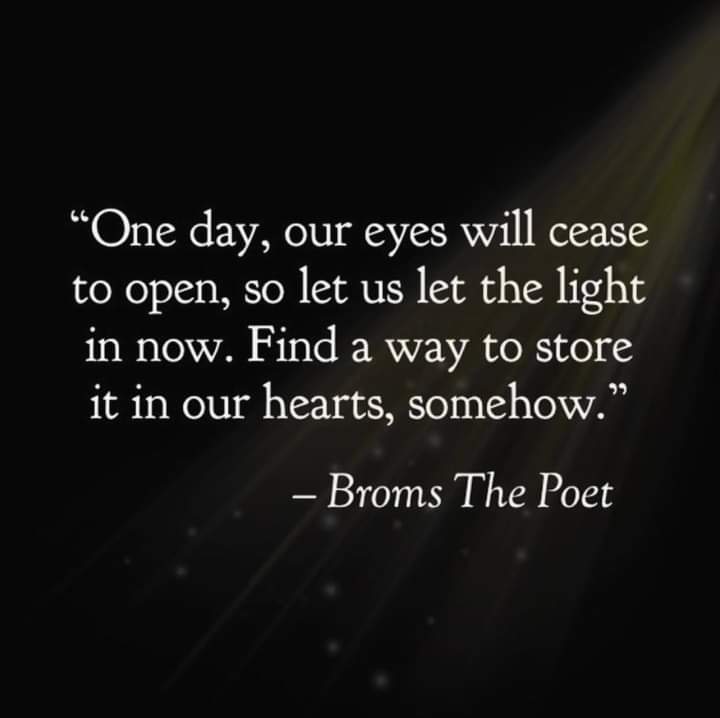 “One day, our eyes will cease
to open, so let us let the light
in now. Find a way to store
it in our hearts, somehow.”
– Broms The Poet